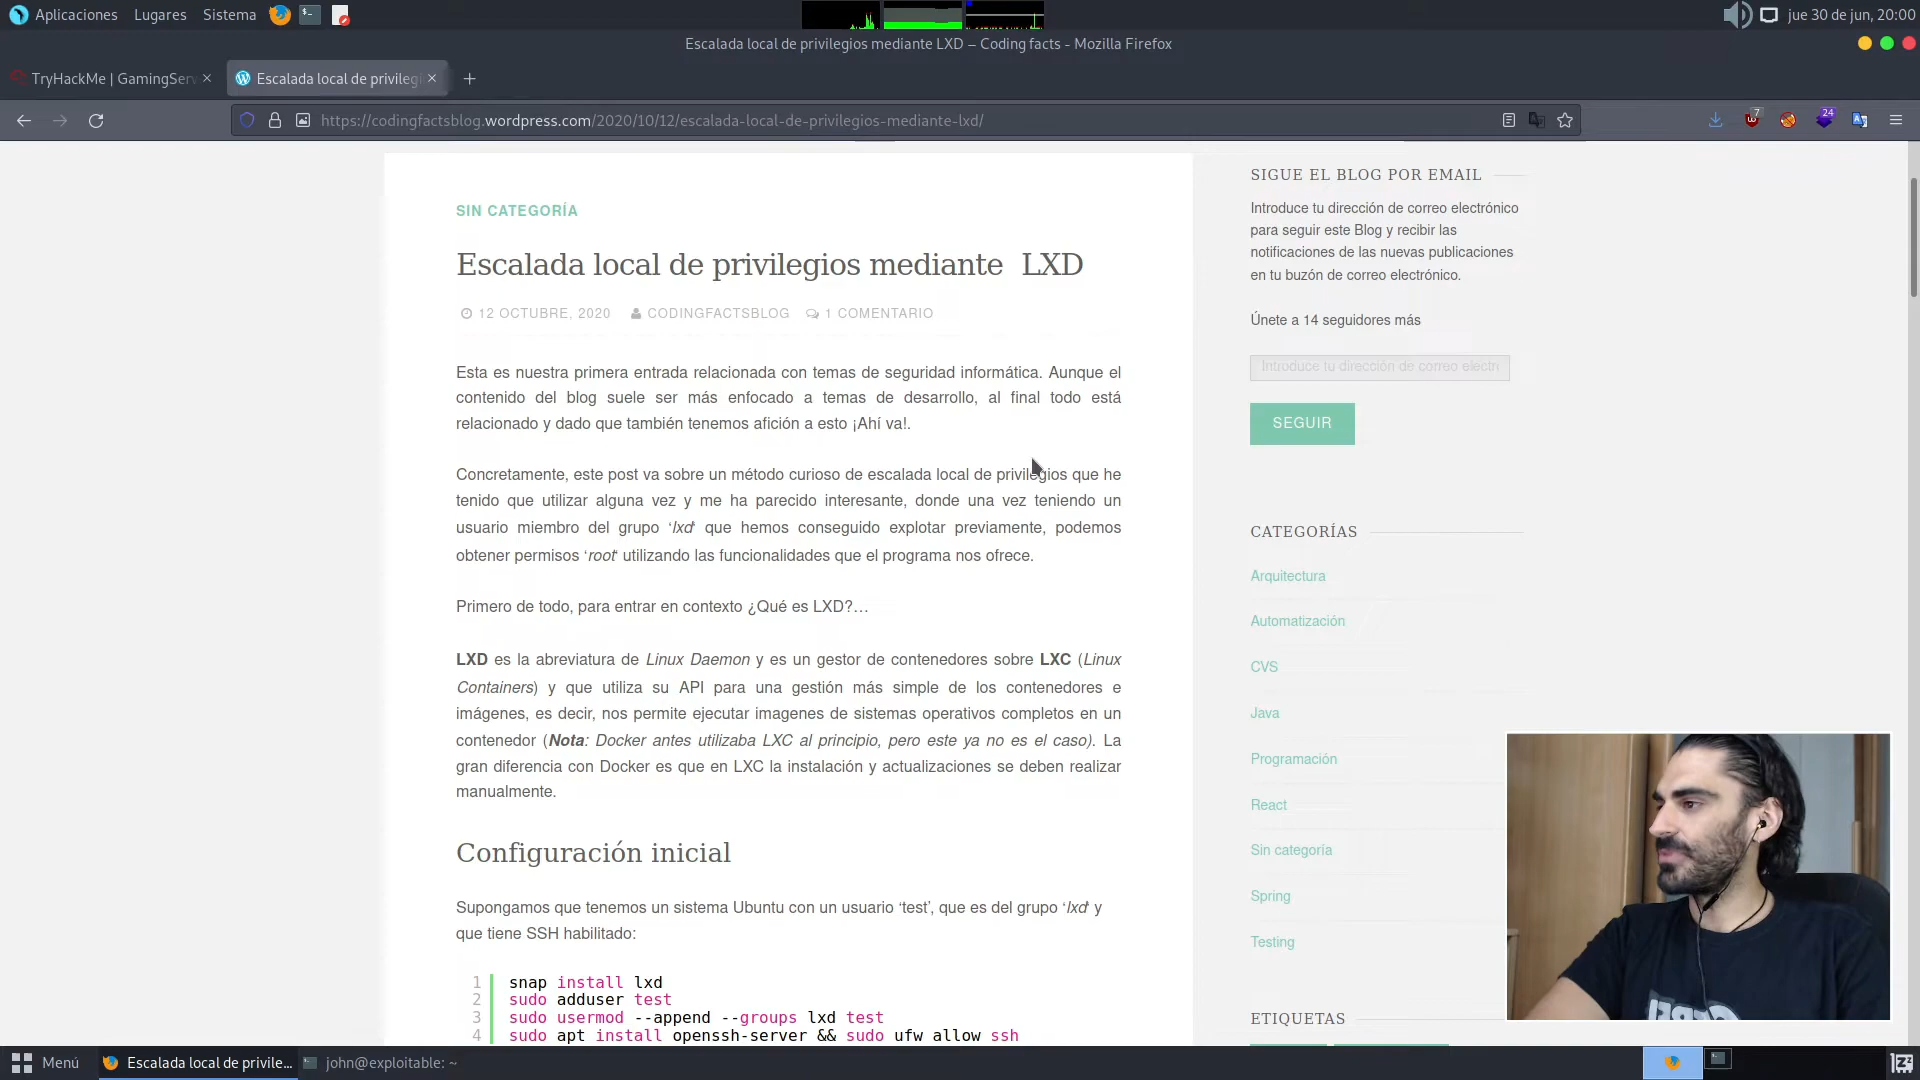 Aplicaciones Lugares Sistema jue 30 de jun, 20:00
Escalada local de privilegios mediante LXD – Coding facts - Mozilla Firefox
TryHackMe | GamingServ Escalada local de privilegi
https://codingfactsblog.wordpress.com/2020/10/12/escalada-local-de-privilegios-mediante-lxd/ 7 24
SIN CATEGORÍA
Escalada local de privilegios mediante LXD
12 OCTUBRE, 2020 CODINGFACTSBLOG 1 COMENTARIO
Esta es nuestra primera entrada relacionada con temas de seguridad informática. Aunque el
contenido del blog suele ser más enfocado a temas de desarrollo, al final todo está
relacionado y dado que también tenemos afición a esto ¡Ahí va!.
Concretamente, este post va sobre un método curioso de escalada local de privilegios que he
tenido que utilizar alguna vez y me ha parecido interesante, donde una vez teniendo un
usuario miembro del grupo ‘lxd‘ que hemos conseguido explotar previamente, podemos
obtener permisos ‘root‘ utilizando las funcionalidades que el programa nos ofrece.
Primero de todo, para entrar en contexto ¿Qué es LXD?…
LXD es la abreviatura de Linux Daemon y es un gestor de contenedores sobre LXC (Linux
Containers) y que utiliza su API para una gestión más simple de los contenedores e
imágenes, es decir, nos permite ejecutar imagenes de sistemas operativos completos en un
contenedor (Nota: Docker antes utilizaba LXC al principio, pero este ya no es el caso). La
gran diferencia con Docker es que en LXC la instalación y actualizaciones se deben realizar
manualmente.
Configuración inicial
Supongamos que tenemos un sistema Ubuntu con un usuario ‘test’, que es del grupo ‘lxd‘ y
que tiene SSH habilitado:
1 snap install lxd
2 sudo adduser test
3 sudo usermod --append --groups lxd test
4 sudo apt install openssh-server && sudo ufw allow ssh
SIGUE EL BLOG POR EMAIL
Introduce tu dirección de correo electrónico
para seguir este Blog y recibir las
notificaciones de las nuevas publicaciones
en tu buzón de correo electrónico.
Únete a 14 seguidores más
Introduce tu dirección de correo electró
SEGUIR
CATEGORÍAS
Arquitectura
Automatización
CVS
Java
Programación
React
Sin categoría
Spring
Testing
ETIQUETAS
Menú Escalada local de privile... john@exploitable: ~